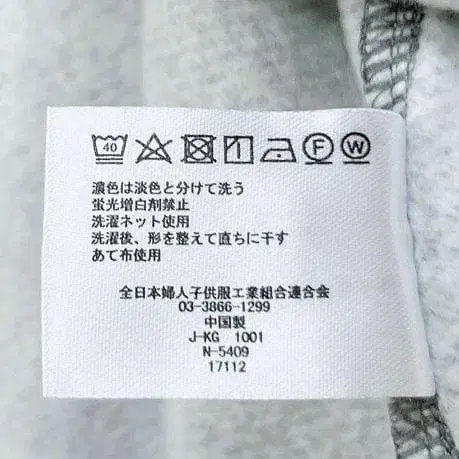 40 F W
濃色は淡色と分けて洗う
蛍光増白剤禁止
洗濯ネット使用
洗濯後、形を整えて直ちに干す
あて布使用
全日本婦人子供服工業組合連合会
03-3866-1299
中国製
J-KG 1001
N-5409
17112